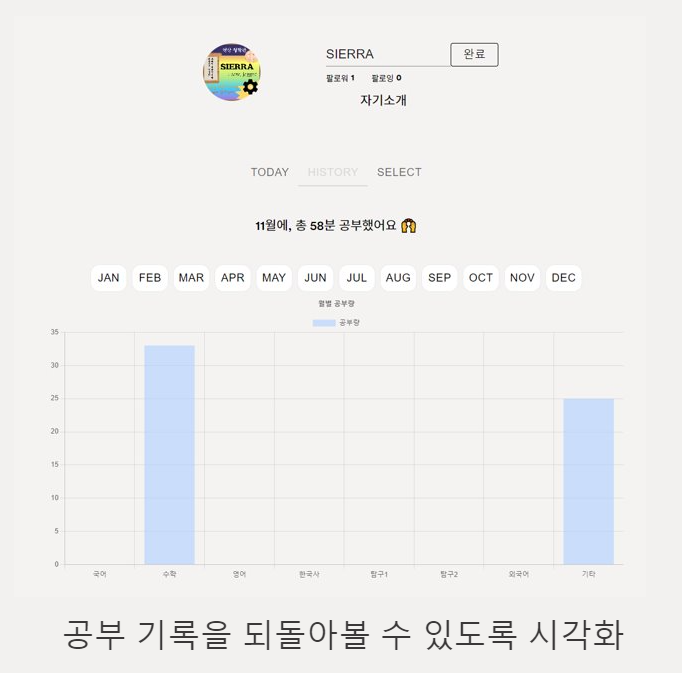 SIERRA
SIERRA
완료
팔로워 1 팔로잉 0
자기소개
TODAY HISTORY SELECT
11월에, 총 58분 공부했어요 🙌
JAN FEB MAR APR MAY JUN JUL AUG SEP OCT NOV DEC
월별 공부량
공부량
35
30
25
20
15
10
5
0
국어 수학 영어 한국사 탐구1 탐구2 외국어 기타
공부 기록을 되돌아볼 수 있도록 시각화